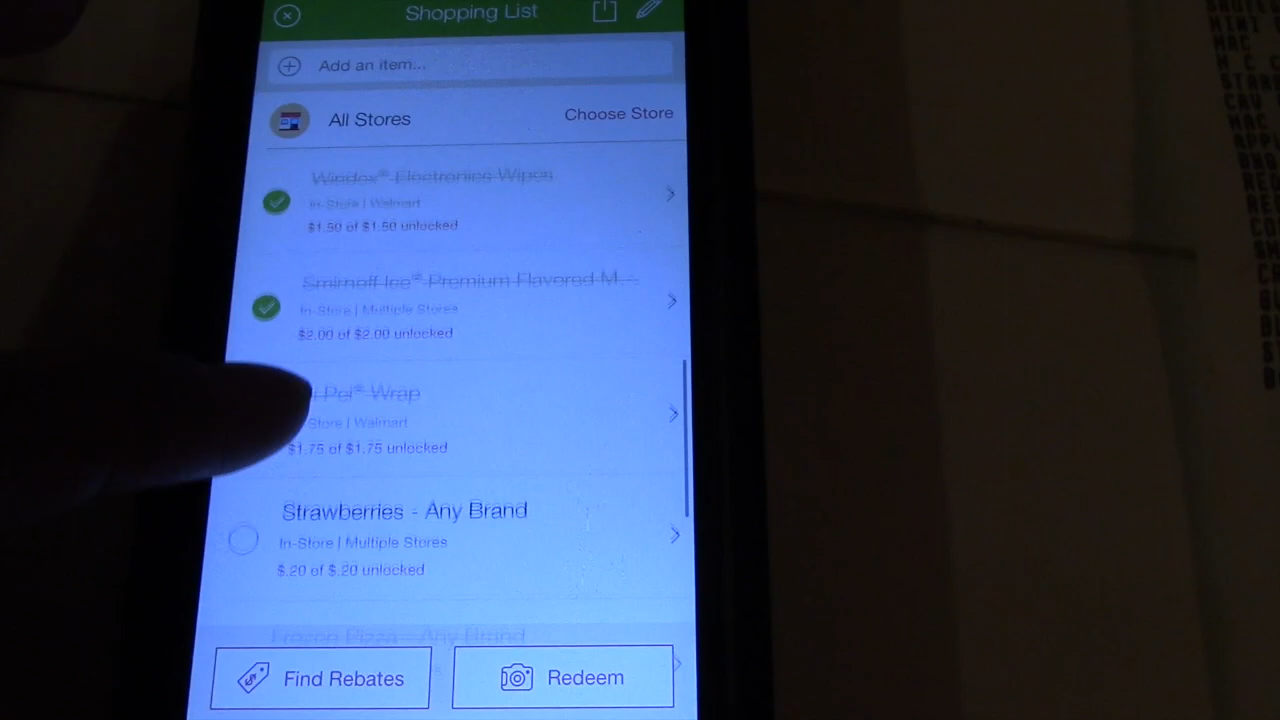 Shopping List
Add an item...
All Stores
Choose Store
Windex® Electronics Wipes
In-Store | Walmart
$1.50 of $1.50 unlocked
Smirnoff Ice® Premium Flavored M...
In-Store | Multiple Stores
$2.00 of $2.00 unlocked
Pel® Wrap
Store | Walmart
$1.75 of $1.75 unlocked
Strawberries - Any Brand
In-Store | Multiple Stores
$.20 of $.20 unlocked
Frozen Pizza - Any Brand
Find Rebates
Redeem
MINI
MAC